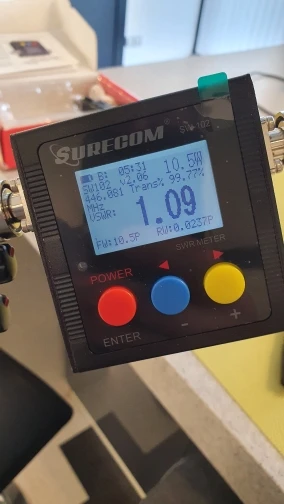 SURECOM
SW-102
B: 05:31 10.5W
SW102 v2.06
446.081 Trans% 99.77%
MHz
VSWR: 1.09
FW:10.5P RW:0.0237P
SWR METER
POWER
ENTER
- +